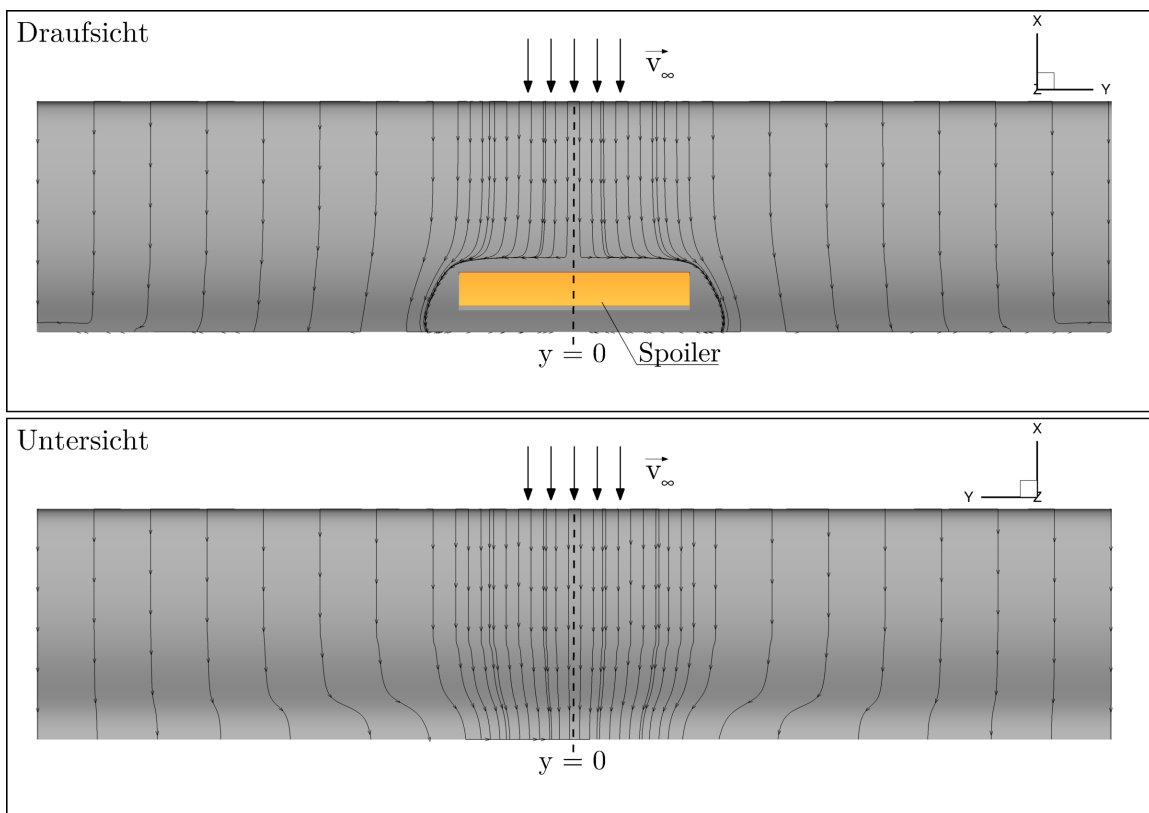 Draufsicht
v∞
X
Z Y
y = 0
Spoiler
Untersicht
v∞
X
Y Z
y = 0